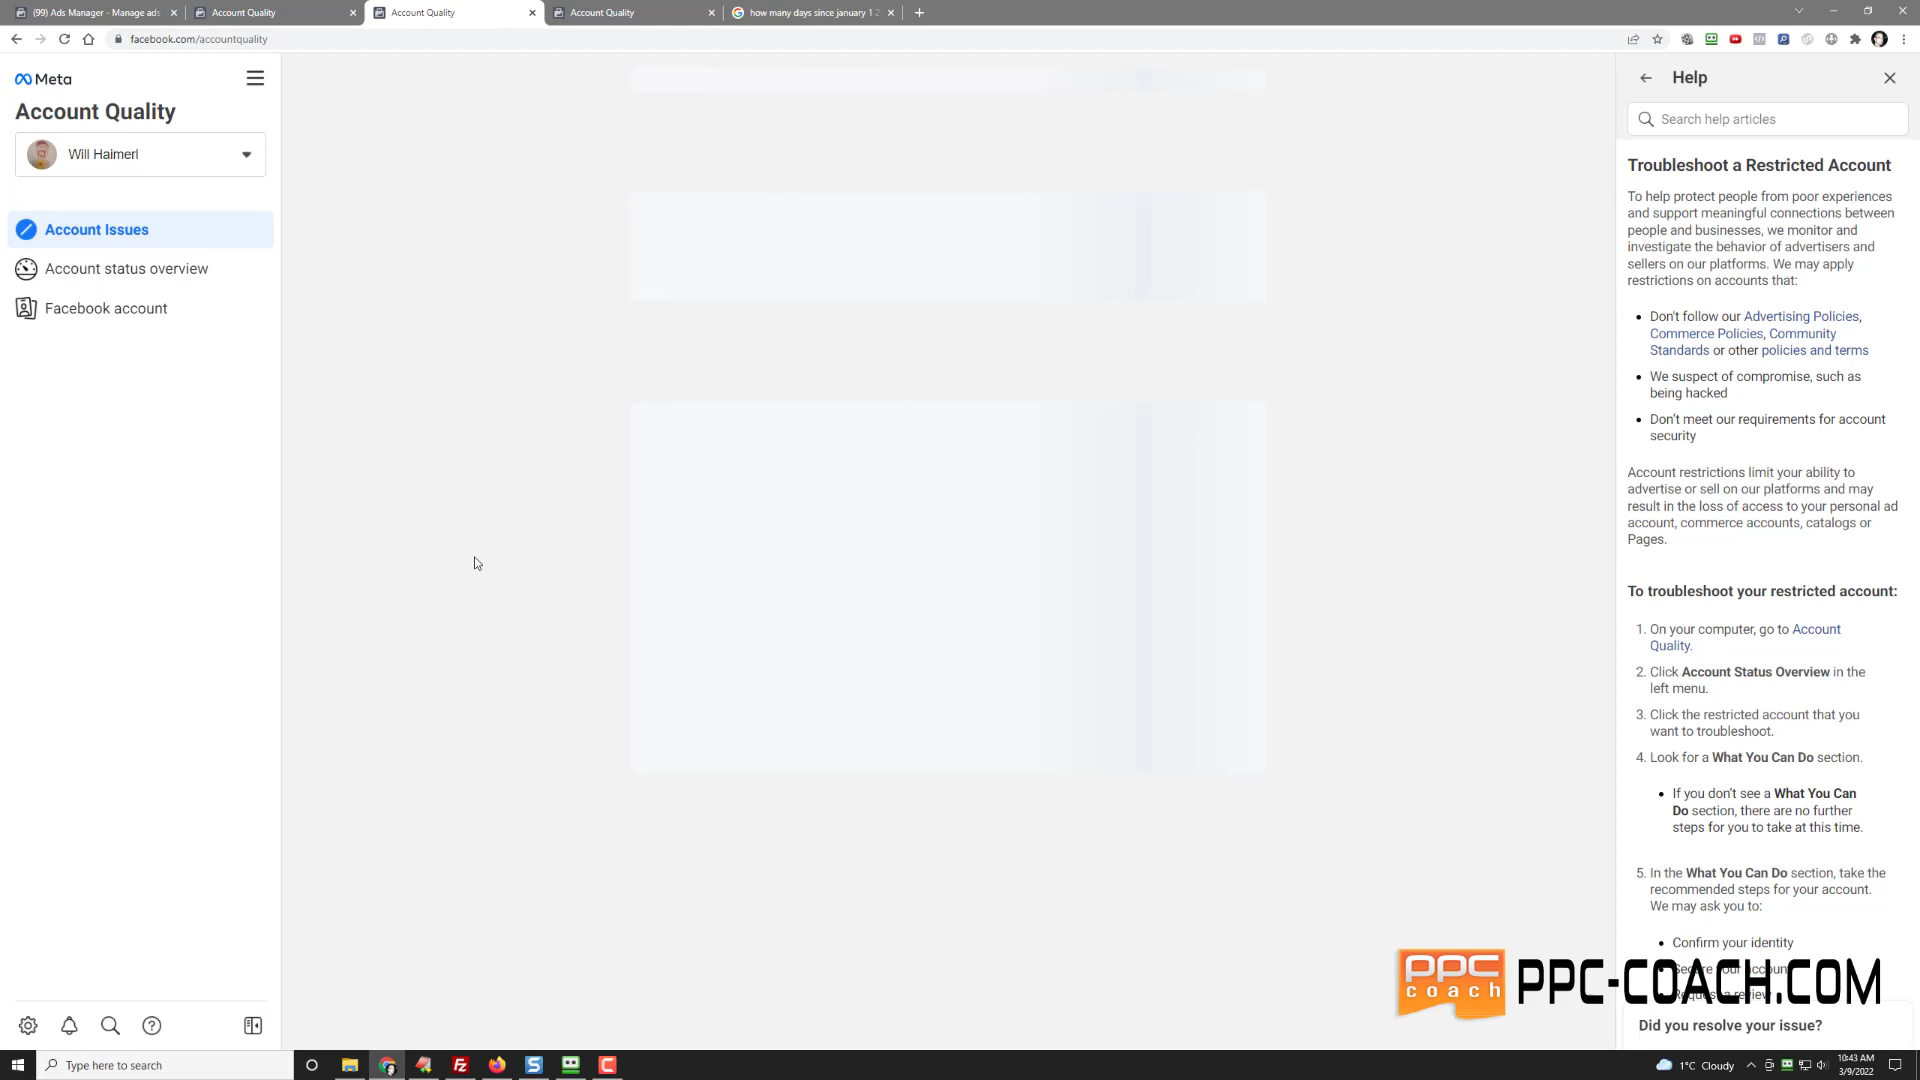 (99) Ads Manager - Manage ads
Account Quality
Account Quality
Account Quality
how many days since january 1 2
facebook.com/accountquality
Meta
Account Quality
Will Haimerl
Account Issues
Account status overview
Facebook account
Help
Search help articles
Troubleshoot a Restricted Account
To help protect people from poor experiences
and support meaningful connections between
people and businesses, we monitor and
investigate the behavior of advertisers and
sellers on our platforms. We may apply
restrictions on accounts that:
• Don't follow our Advertising Policies,
Commerce Policies, Community
Standards or other policies and terms
• We suspect of compromise, such as
being hacked
• Don't meet our requirements for account
security
Account restrictions limit your ability to
advertise or sell on our platforms and may
result in the loss of access to your personal ad
account, commerce accounts, catalogs or
Pages.
To troubleshoot your restricted account:
1. On your computer, go to Account
Quality.
2. Click Account Status Overview in the
left menu.
3. Click the restricted account that you
want to troubleshoot.
4. Look for a What You Can Do section.
• If you don't see a What You Can
Do section, there are no further
steps for you to take at this time.
5. In the What You Can Do section, take the
recommended steps for your account.
We may ask you to:
• Confirm your identity
• Secure your account
• Request a review
PPC
coach
PPC-COACH.COM
Did you resolve your issue?
Type here to search
1°C Cloudy
10:43 AM
3/9/2022